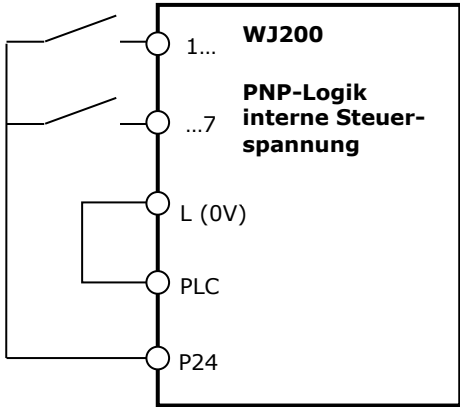 1...
WJ200
PNP-Logik
interne Steuer-
spannung
...7
L (0V)
PLC
P24